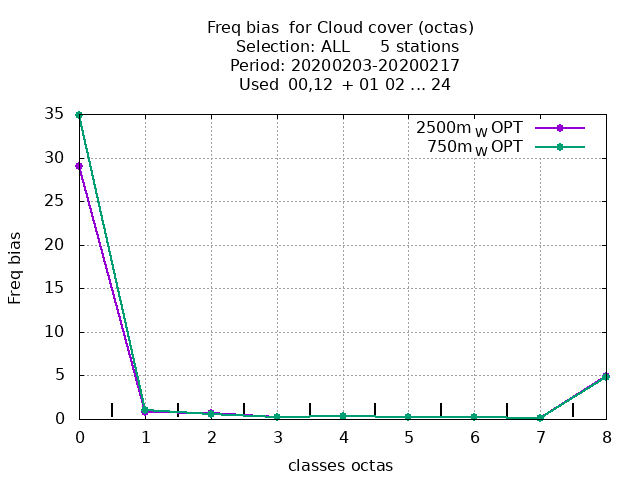 Freq bias for Cloud cover (octas)
Selection: ALL 5 stations
Period: 20200203-20200217
Used 00,12 + 01 02 ... 24
2500m W OPT
750m W OPT
35
30
25
20
15
10
5
0
Freq bias
0 1 2 3 4 5 6 7 8
classes octas